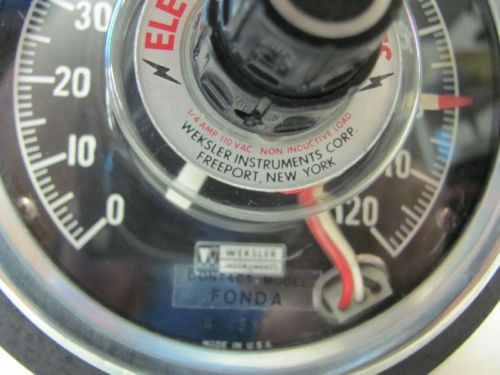 30
20
10
0
ELE
1/4 AMP 110 VAC NON INDUCTIVE LOAD
WEKSLER INSTRUMENTS CORP.
FREEPORT, NEW YORK
120
WEKSLER
INSTRUMENTS
CONTACT MODEL
FONDA
MADE IN U.S.A.